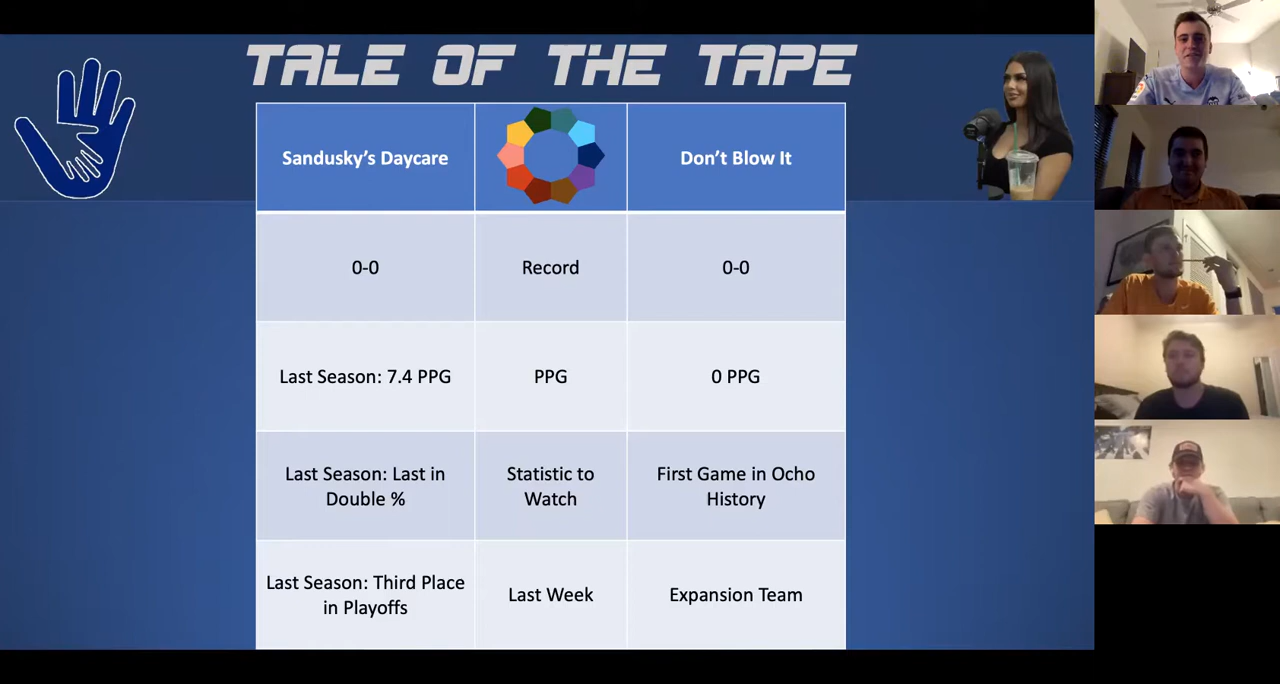 TALE OF THE TAPE
Sandusky's Daycare
Don't Blow It
0-0
Record
0-0
Last Season: 7.4 PPG
PPG
0 PPG
Last Season: Last in
Double %
Statistic to
Watch
First Game in Ocho
History
Last Season: Third Place
in Playoffs
Last Week
Expansion Team